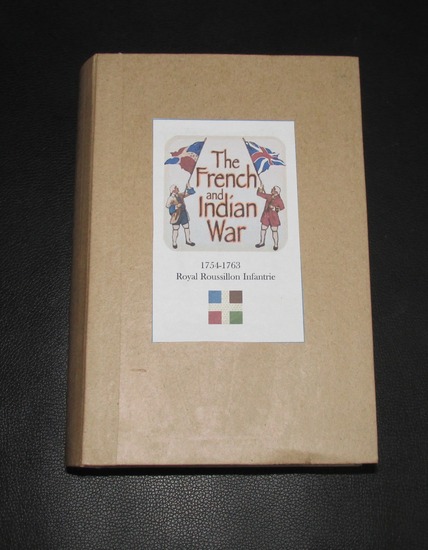 The
French
and
Indian
War
1754-1763
Royal Roussillon Infantrie